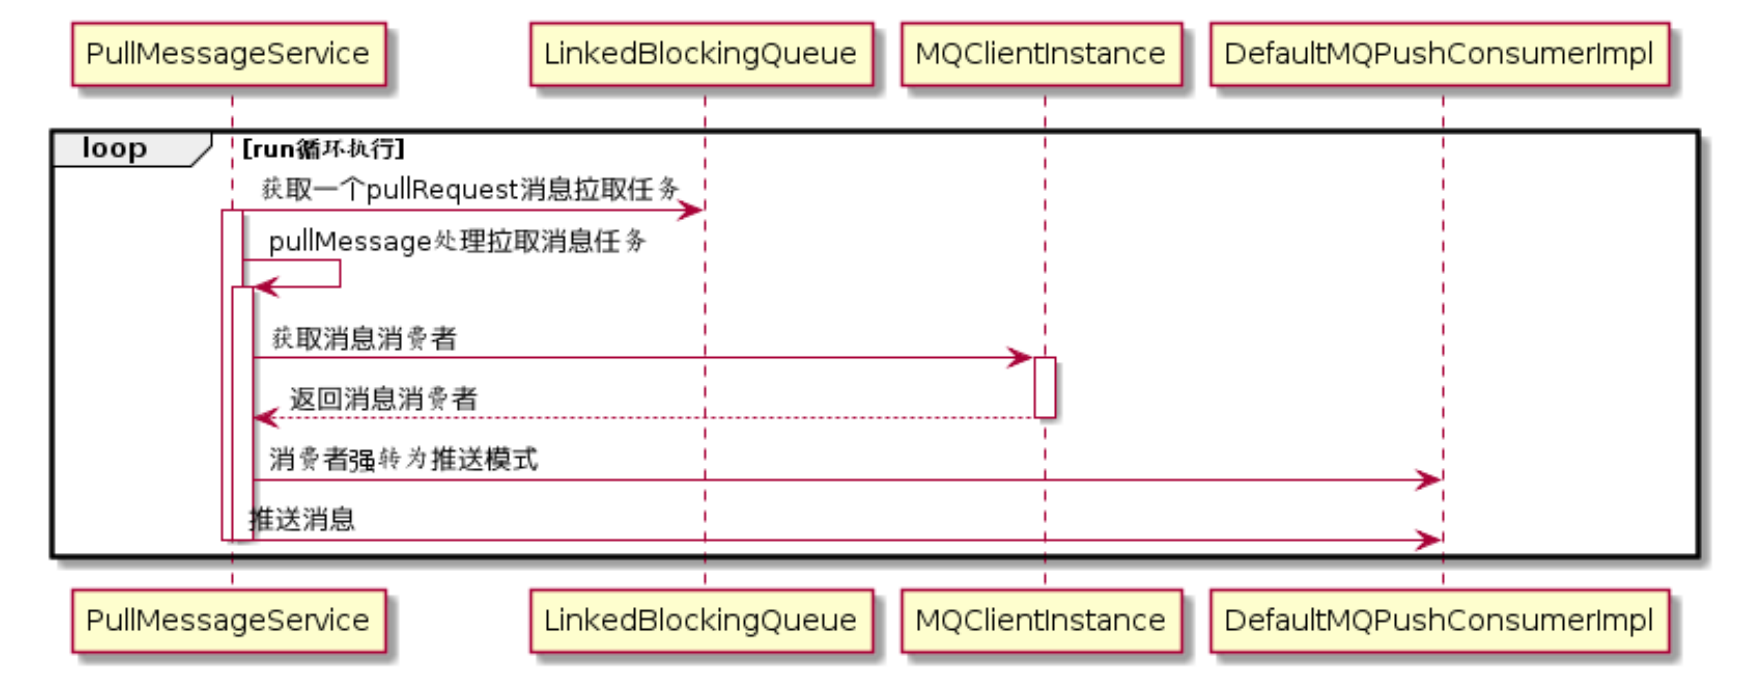 PullMessageService LinkedBlockingQueue MQClientInstance DefaultMQPushConsumerImpl
loop [run循环执行]
获取一个pullRequest消息拉取任务
pullMessage处理拉取消息任务
获取消息消费者
返回消息消费者
消费者强转为推送模式
推送消息
PullMessageService LinkedBlockingQueue MQClientInstance DefaultMQPushConsumerImpl